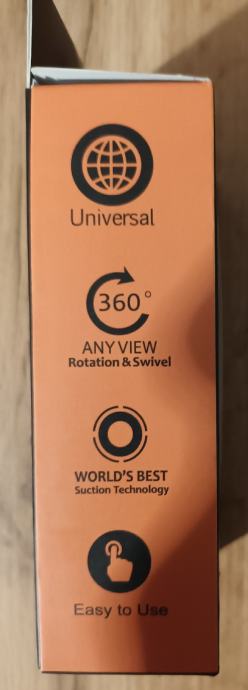 Universal
360°
ANY VIEW
Rotation & Swivel
WORLD'S BEST
Suction Technology
Easy to Use